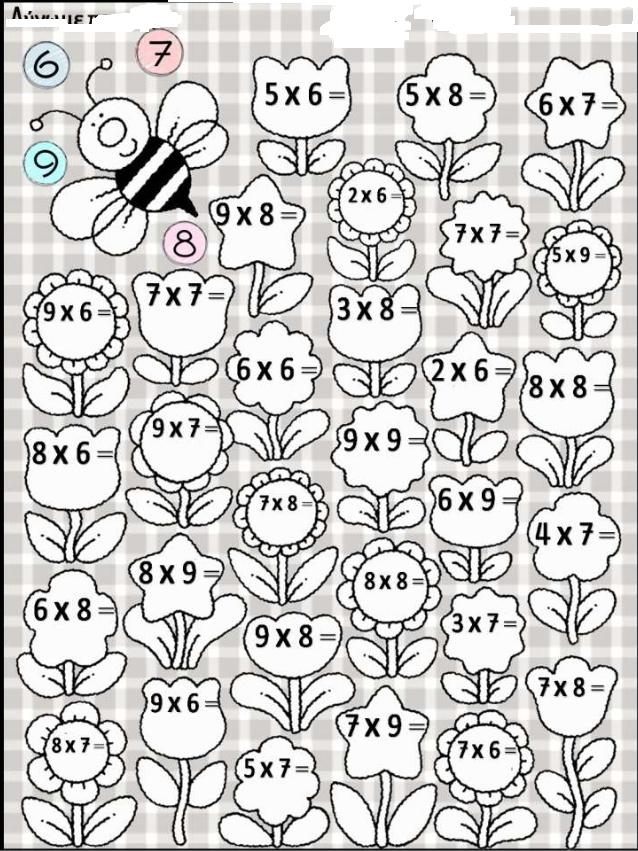 6
7
9
8
5 x 6 =
5 x 8 =
6 x 7 =
9 x 8 =
2 x 6 =
7 x 7 =
5 x 9 =
9 x 6 =
7 x 7 =
3 x 8 =
6 x 6 =
2 x 6 =
8 x 8 =
8 x 6 =
9 x 7 =
9 x 9 =
7 x 8 =
6 x 9 =
4 x 7 =
6 x 8 =
8 x 9 =
9 x 8 =
8 x 8 =
3 x 7 =
7 x 8 =
8 x 7 =
9 x 6 =
5 x 7 =
7 x 9 =
7 x 6 =